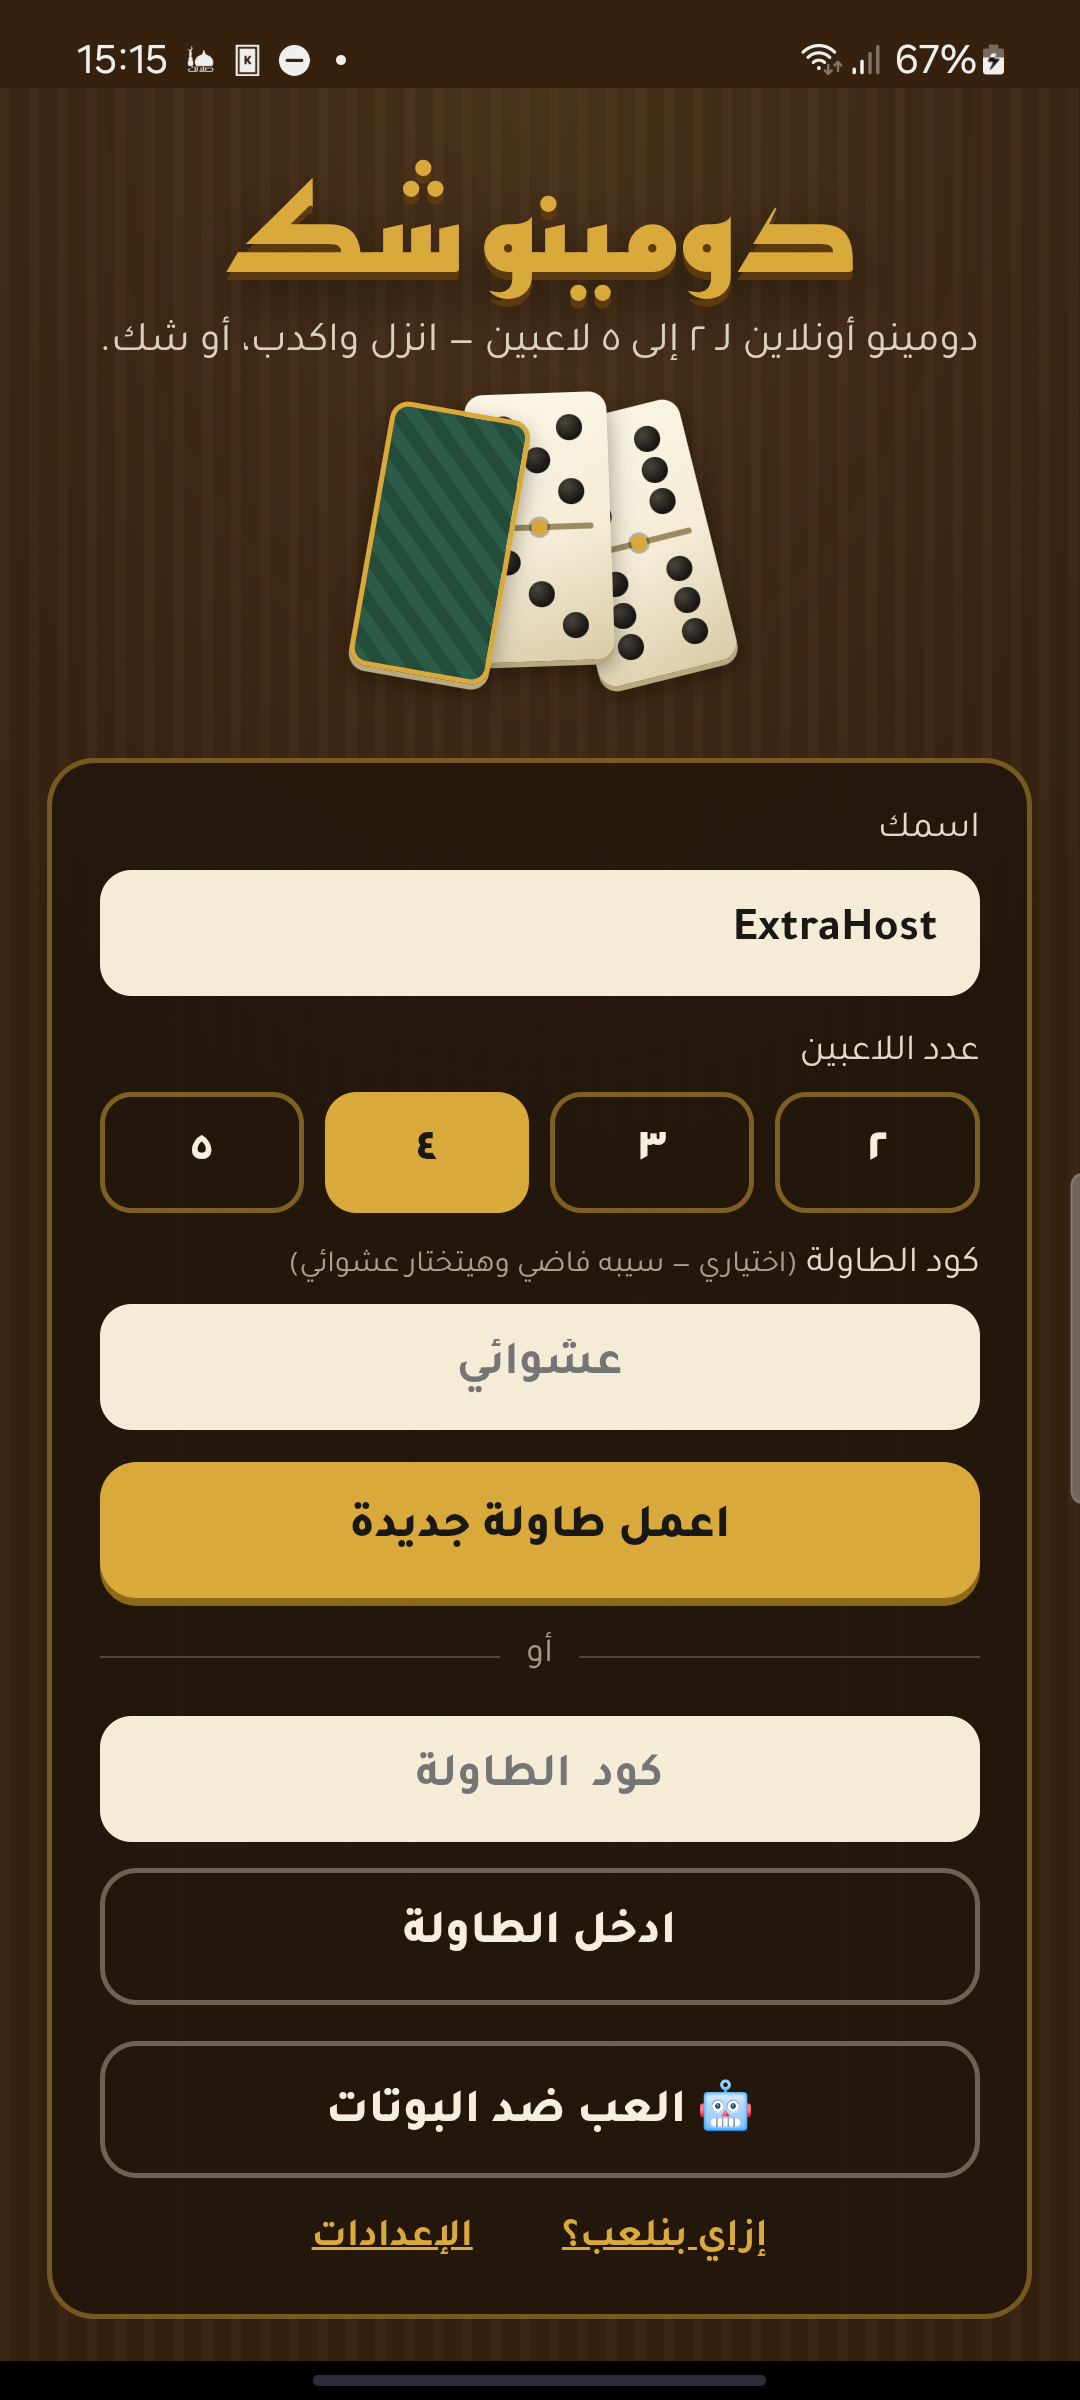 15:15
67%
دومينو شك
دومينو أونلاين لـ ٢ إلى ٥ لاعبين – انزل واكدب، أو شك.
اسمك
ExtraHost
عدد اللاعبين
٢ ٣ ٤ ٥
كود الطاولة (اختياري – سيبه فاضي وهيتختار عشوائي)
عشوائي
اعمل طاولة جديدة
أو
كود الطاولة
ادخل الطاولة
🤖 العب ضد البوتات
إزاي بنلعب؟ الإعدادات